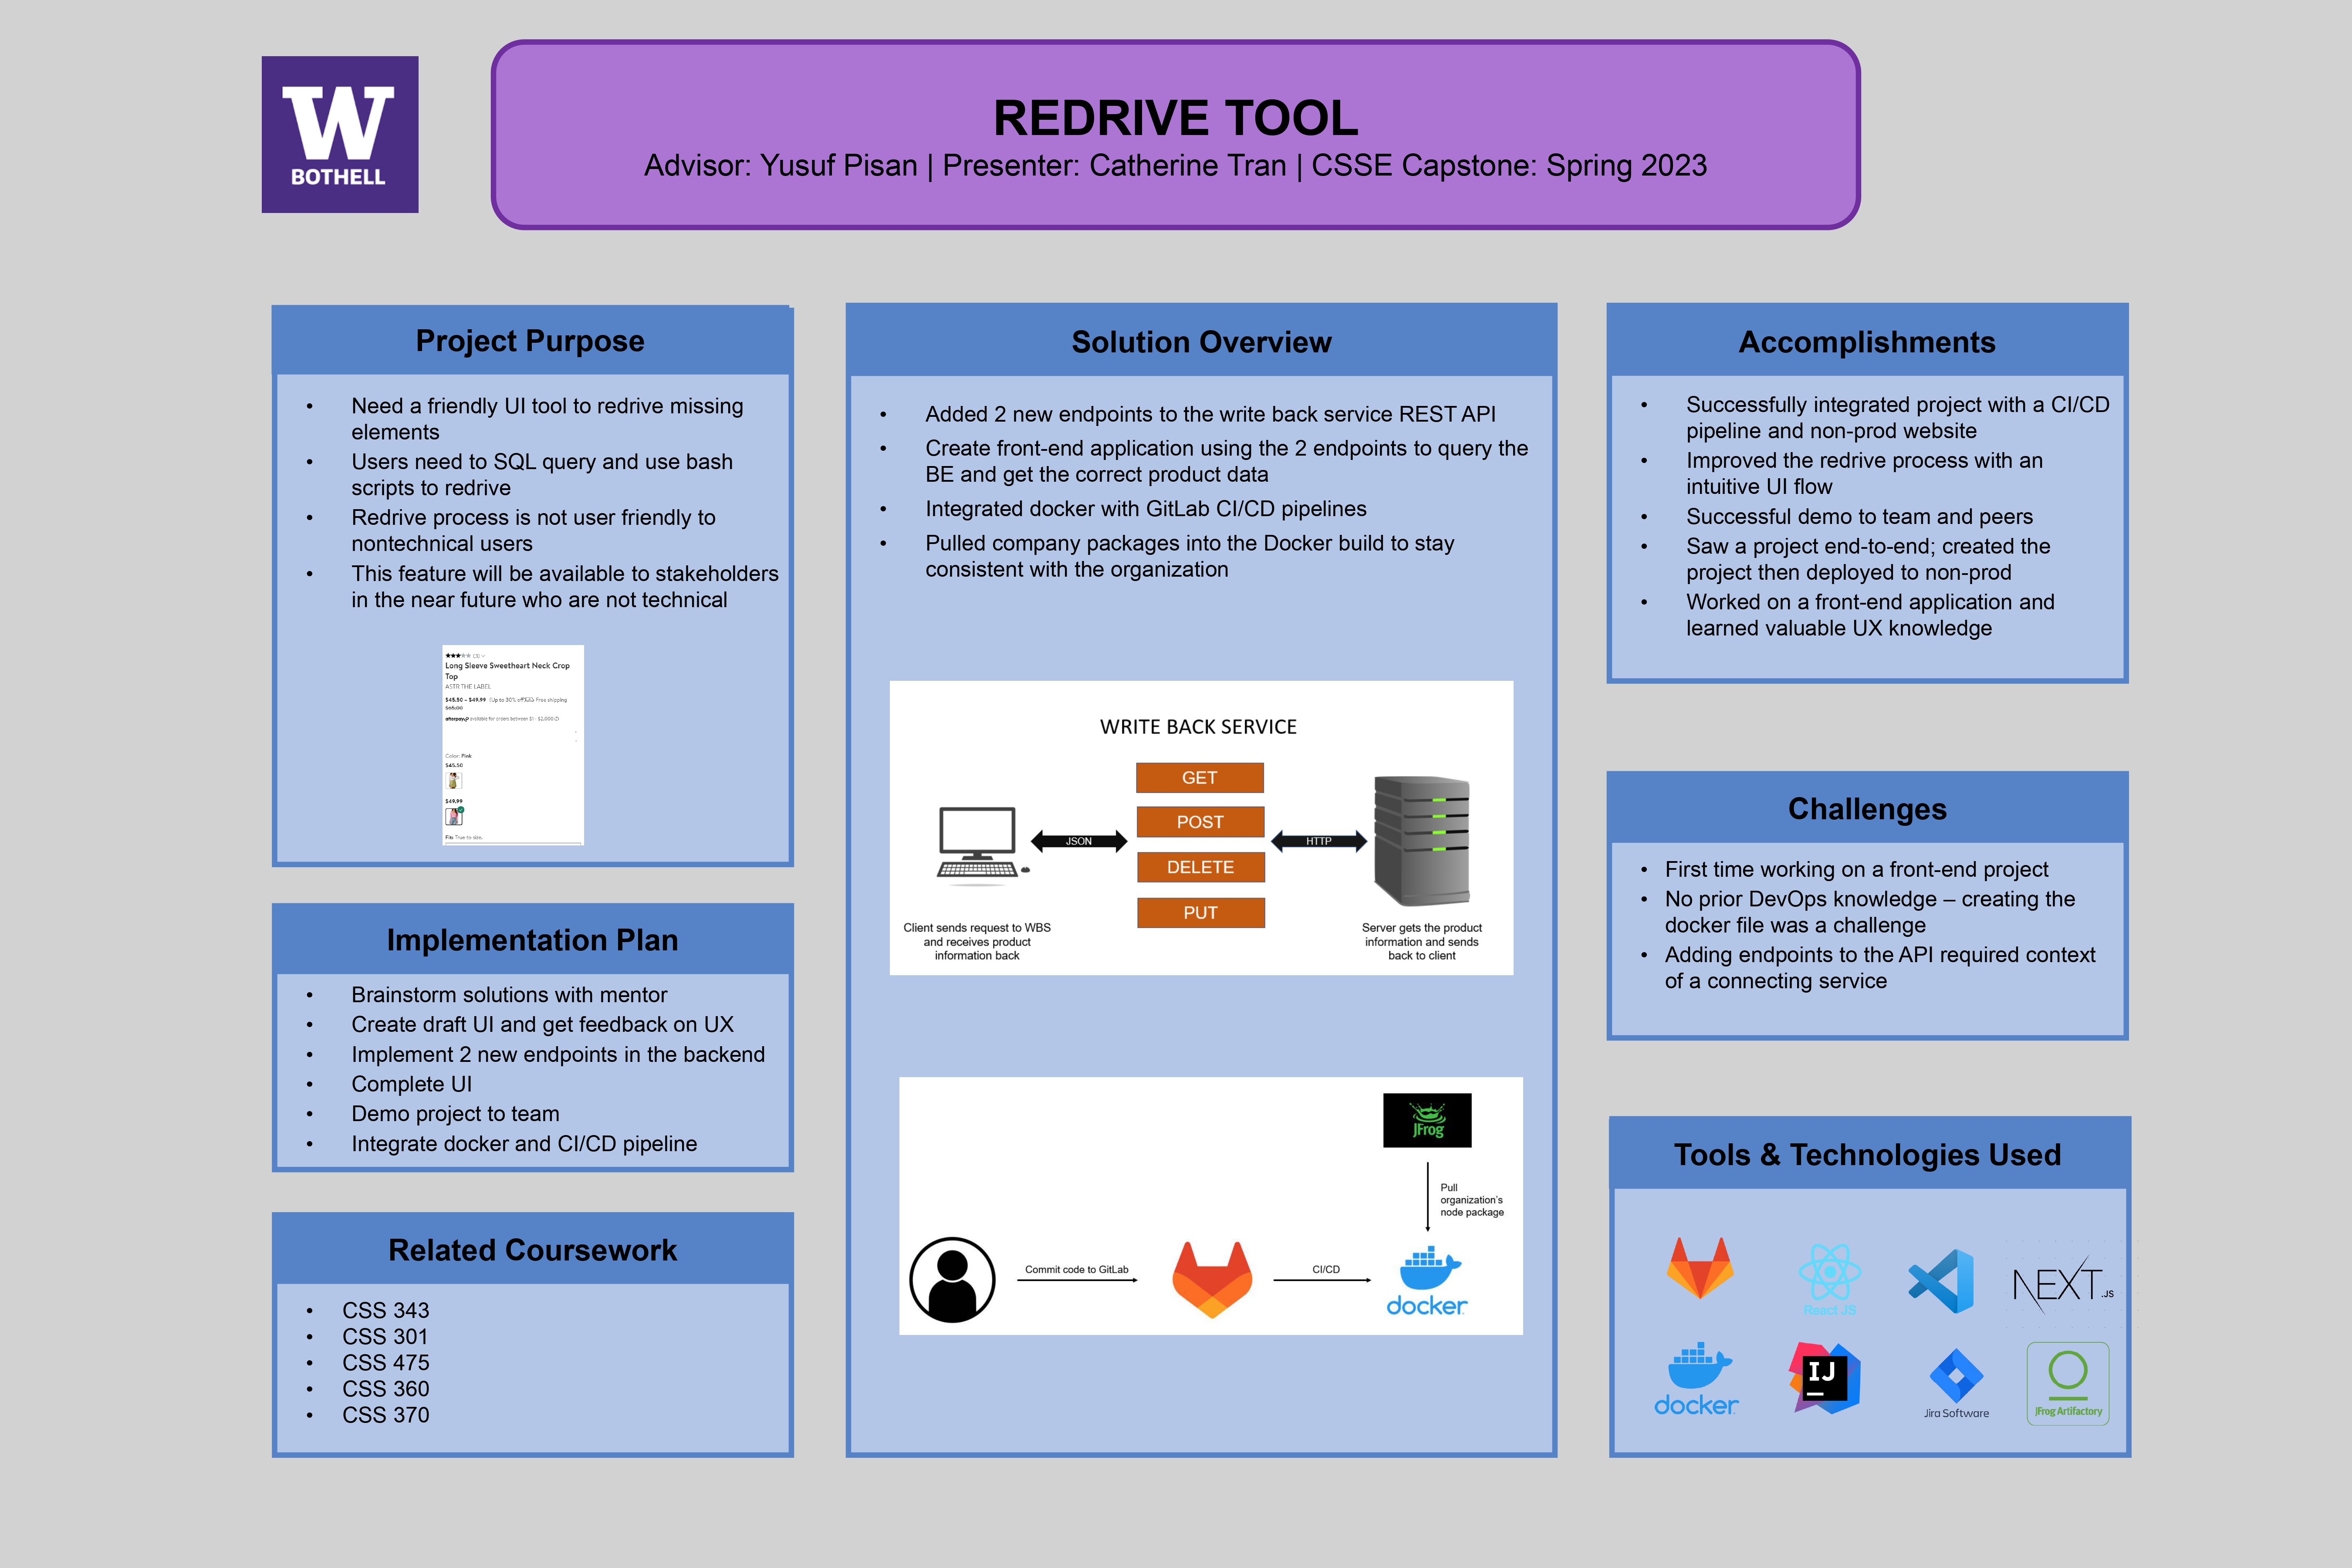 W
BOTHELL
REDRIVE TOOL
Advisor: Yusuf Pisan | Presenter: Catherine Tran | CSSE Capstone: Spring 2023
Project Purpose
• Need a friendly UI tool to redrive missing
elements
• Users need to SQL query and use bash
scripts to redrive
• Redrive process is not user friendly to
nontechnical users
• This feature will be available to stakeholders
in the near future who are not technical
Long Sleeve Sweetheart Neck Crop
Top
ASTR THE LABEL
$45.50 – $49.99 (Up to 30% off) Free shipping
$65.00
afterpay available for orders between $1 - $2,000
Color: Pink
$45.50
$49.99
Fit: True to size.
Implementation Plan
• Brainstorm solutions with mentor
• Create draft UI and get feedback on UX
• Implement 2 new endpoints in the backend
• Complete UI
• Demo project to team
• Integrate docker and CI/CD pipeline
Related Coursework
• CSS 343
• CSS 301
• CSS 475
• CSS 360
• CSS 370
Solution Overview
• Added 2 new endpoints to the write back service REST API
• Create front-end application using the 2 endpoints to query the
BE and get the correct product data
• Integrated docker with GitLab CI/CD pipelines
• Pulled company packages into the Docker build to stay
consistent with the organization
WRITE BACK SERVICE
GET
POST
JSON
HTTP
DELETE
PUT
Client sends request to WBS
and receives product
information back
Server gets the product
information and sends
back to client
JFrog
Pull
organization's
node package
Commit code to GitLab
CI/CD
docker
Accomplishments
• Successfully integrated project with a CI/CD
pipeline and non-prod website
• Improved the redrive process with an
intuitive UI flow
• Successful demo to team and peers
• Saw a project end-to-end; created the
project then deployed to non-prod
• Worked on a front-end application and
learned valuable UX knowledge
Challenges
• First time working on a front-end project
• No prior DevOps knowledge – creating the
docker file was a challenge
• Adding endpoints to the API required context
of a connecting service
Tools & Technologies Used
React JS
NEXT.JS
docker
IJ
Jira Software
JFrog Artifactory